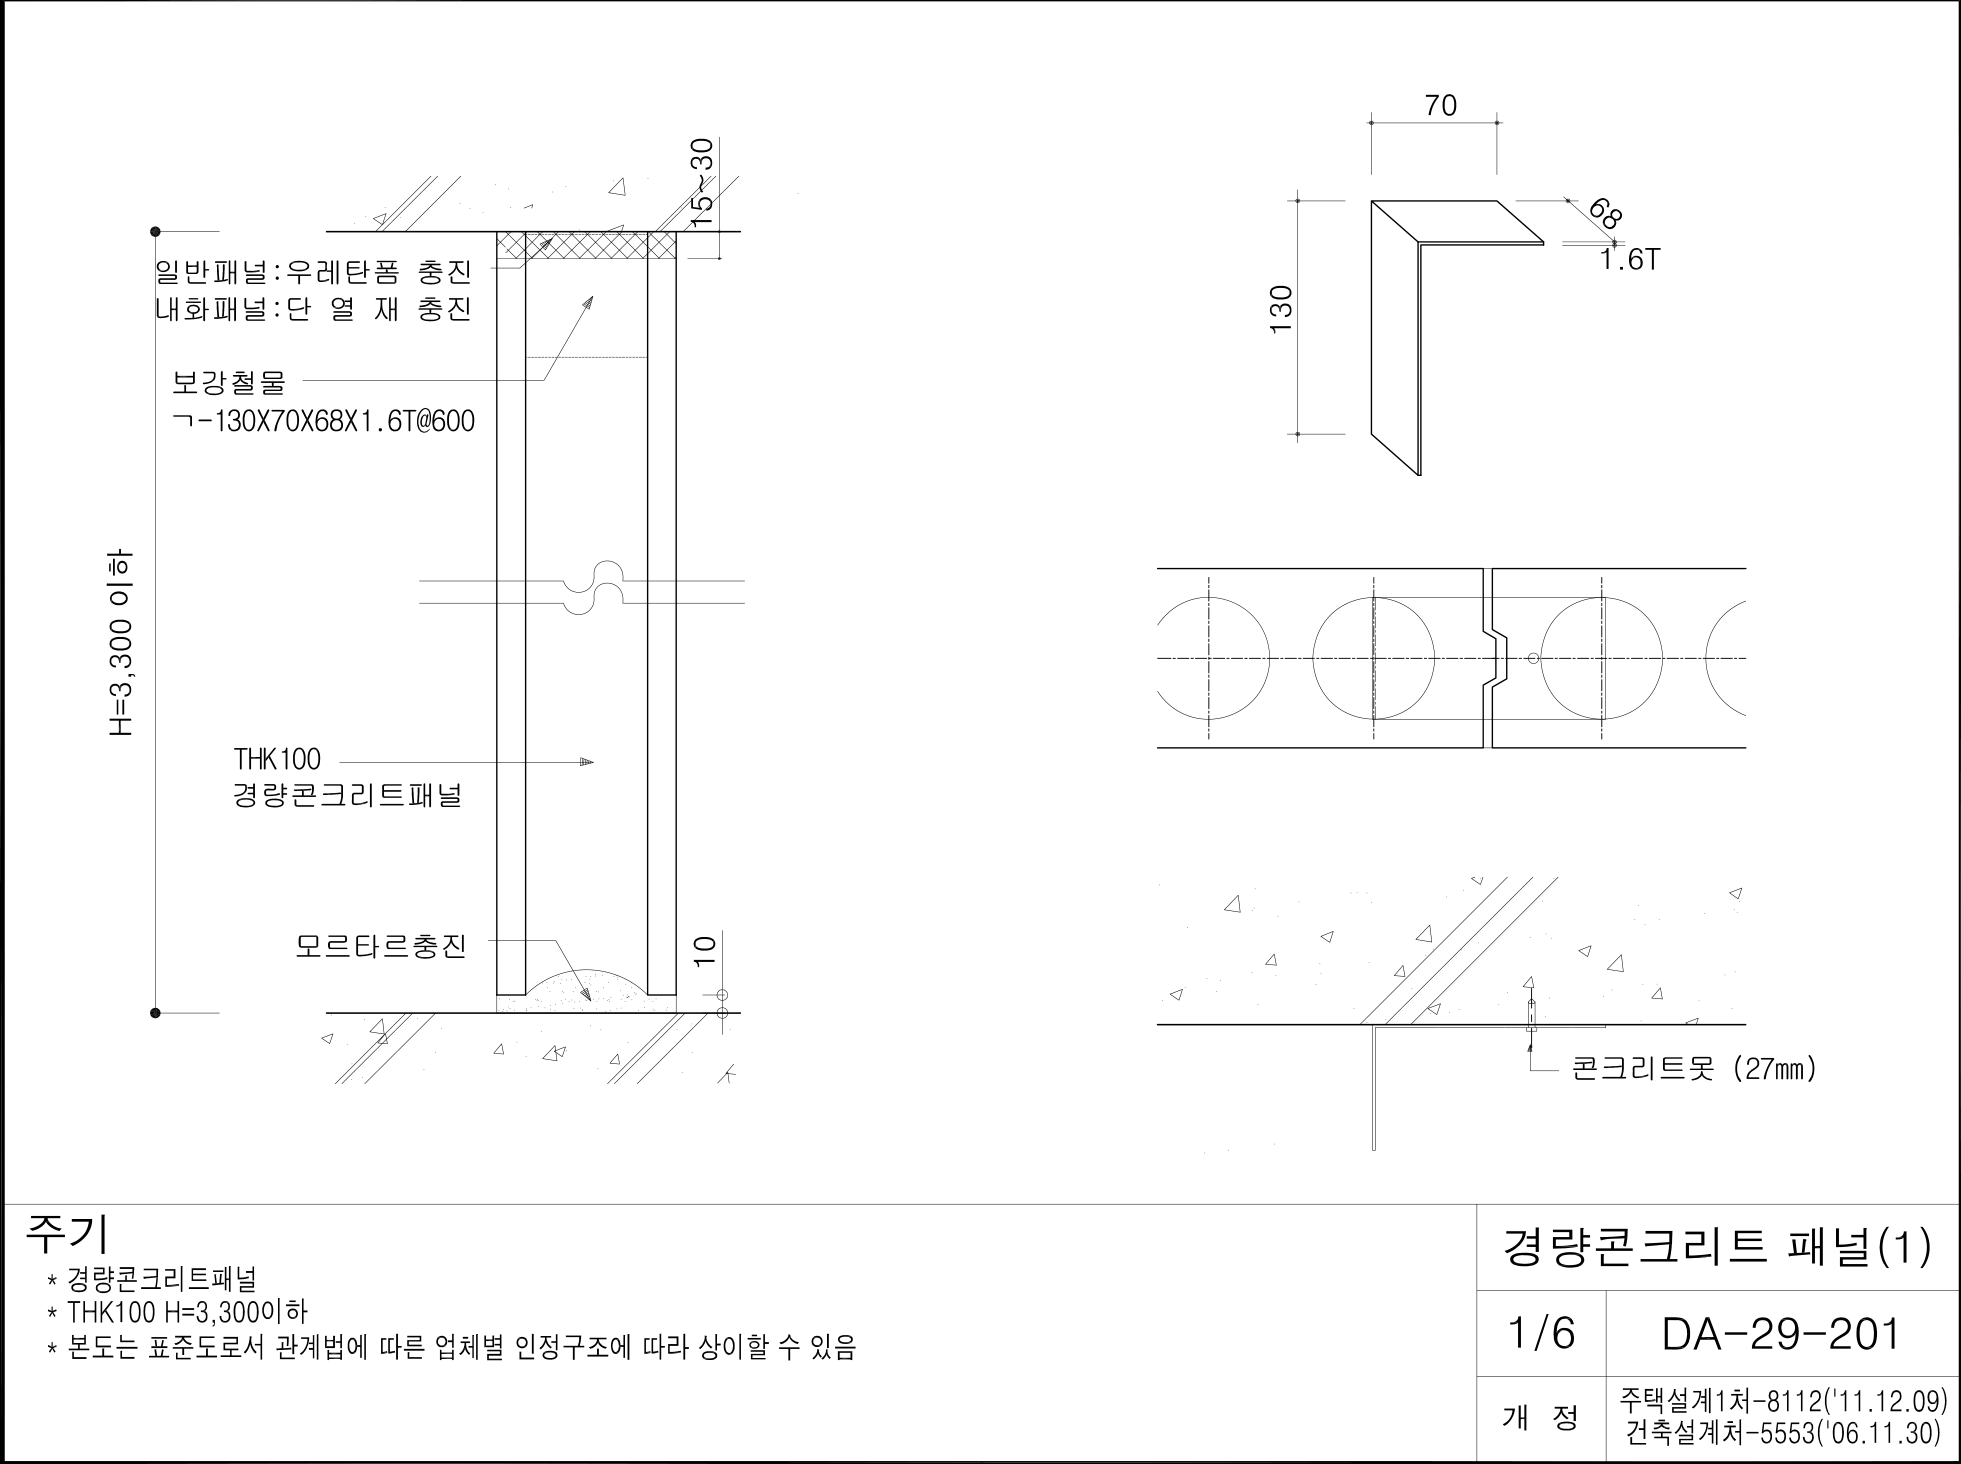 15~30
일반패널:우레탄폼 충진
내화패널:단 열 재 충진
보강철물
ㄱ-130X70X68X1.6T@600
H=3,300 이하
THK100
경량콘크리트패널
모르타르충진
10
70
68
1.6T
130
콘크리트못 (27mm)
주기
* 경량콘크리트패널
* THK100 H=3,300이하
* 본도는 표준도로서 관계법에 따른 업체별 인정구조에 따라 상이할 수 있음
경량콘크리트 패널(1)
1/6
DA-29-201
개 정
주택설계1처-8112('11.12.09)
건축설계처-5553('06.11.30)